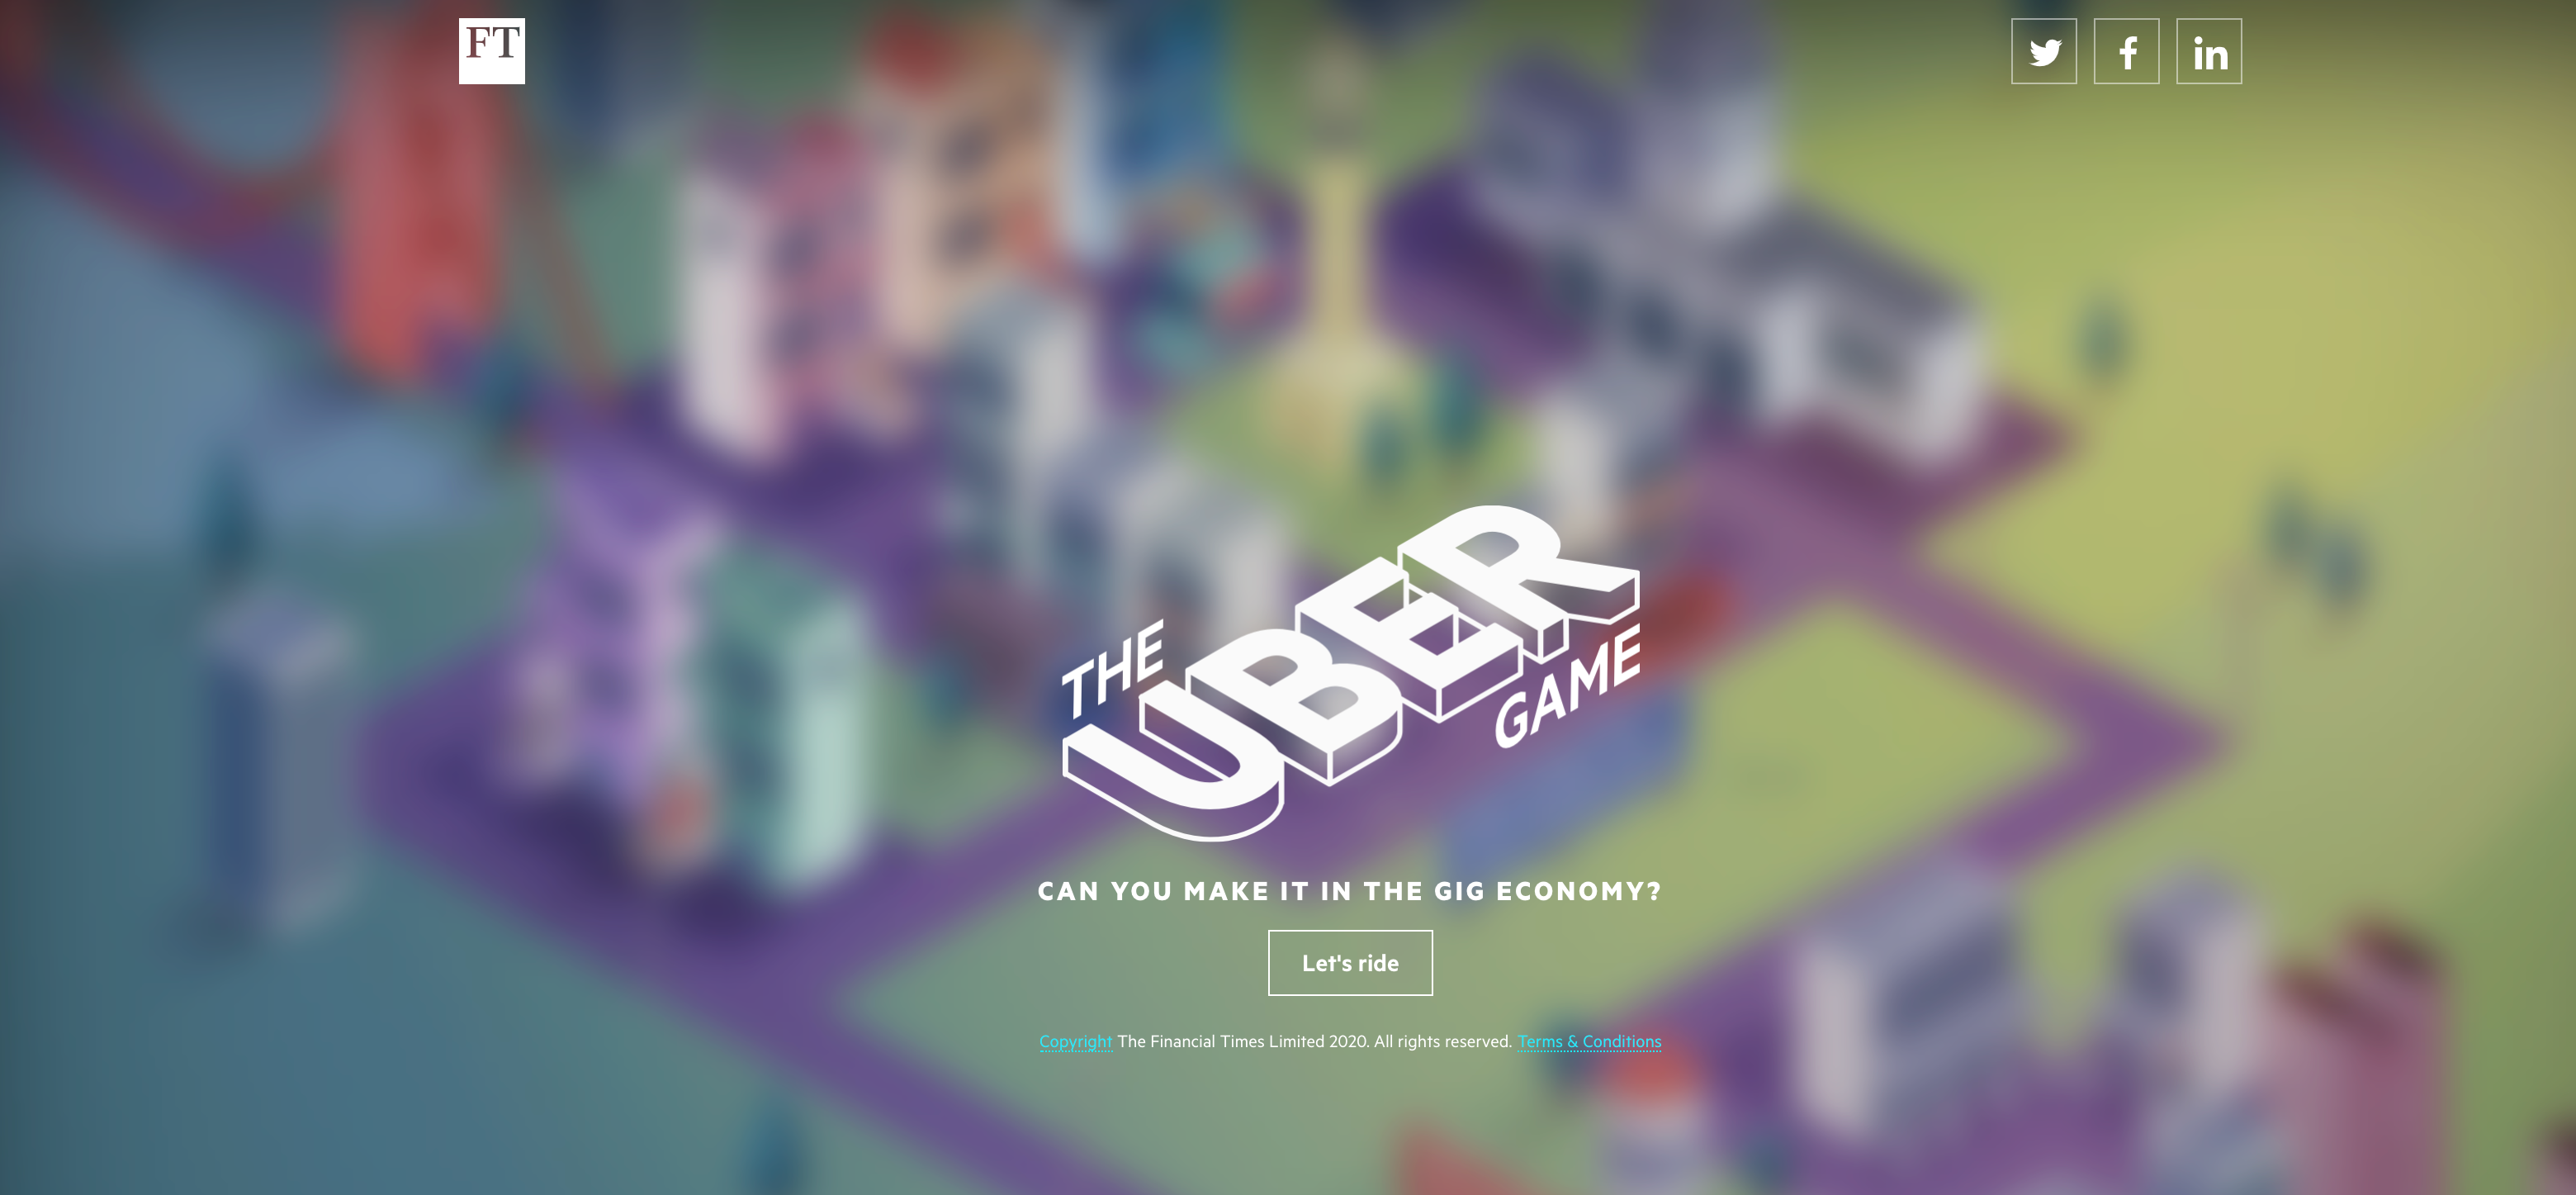 FT
THE
UBER
GAME
CAN YOU MAKE IT IN THE GIG ECONOMY?
Let's ride
Copyright The Financial Times Limited 2020. All rights reserved. Terms & Conditions